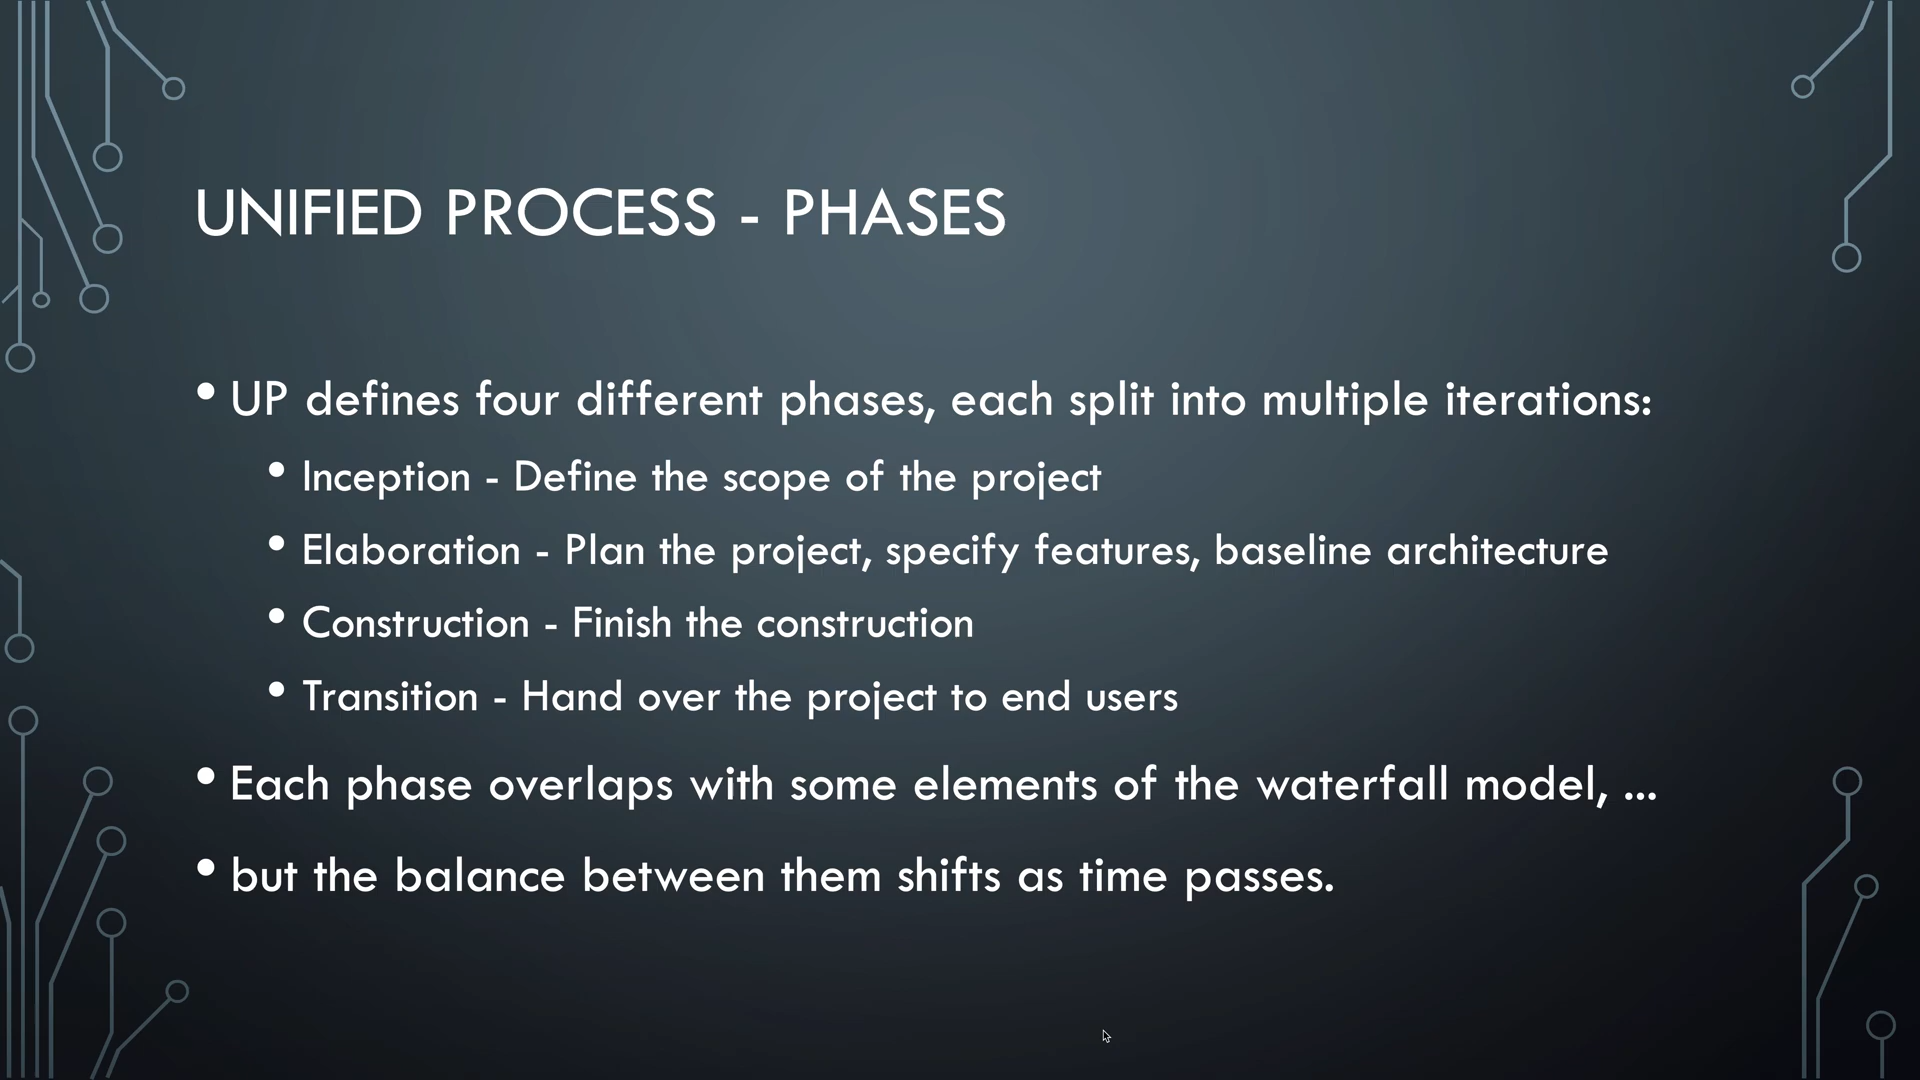 UNIFIED PROCESS - PHASES
• UP defines four different phases, each split into multiple iterations:
• Inception - Define the scope of the project
• Elaboration - Plan the project, specify features, baseline architecture
• Construction - Finish the construction
• Transition - Hand over the project to end users
• Each phase overlaps with some elements of the waterfall model, ...
• but the balance between them shifts as time passes.